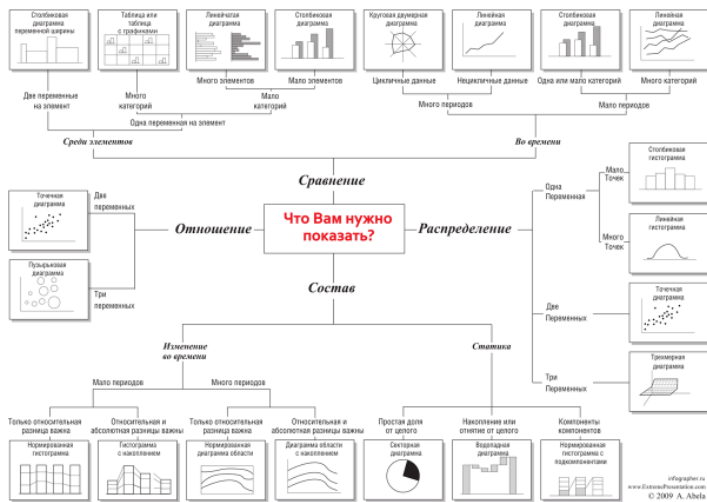 Столбиковая
диаграмма
переменной ширины
Таблица или
таблица
с графиками
Линейчатая
диаграмма
Столбиковая
диаграмма
Круговая двумерная
диаграмма
Линейная
диаграмма
Столбиковая
диаграмма
Линейная
диаграмма
Много элементов
Мало элементов
Цикличные данные
Нецикличные данные
Одна или мало категорий
Много категорий
Две переменные
на элемент
Много
категорий
Мало
категорий
Много периодов
Мало периодов
Одна переменная на элемент
Среди элементов
Во времени
Сравнение
Что Вам нужно
показать?
Отношение
Две
переменных
Точечная
диаграмма
Пузырьковая
диаграмма
Три
переменных
Распределение
Одна
Переменная
Мало
Точек
Столбиковая
гистограмма
Много
Точек
Линейная
гистограмма
Две
Переменных
Точечная
диаграмма
Три
Переменных
Трехмерная
диаграмма
Состав
Изменение
во времени
Статика
Мало периодов
Много периодов
Только относительная
разница важна
Относительная и
абсолютная разницы важны
Только относительная
разница важна
Относительная и
абсолютная разницы важны
Простая доля
от целого
Накопление или
отнятие от целого
Компоненты
компонентов
Нормированная
гистограмма
Гистограмма
с накоплением
Нормированная
диаграмма области
Диаграмма области
с накоплением
Секторная
диаграмма
Водопадная
диаграмма
Нормированная
гистограмма с
подкомпонентами
infographer.ru
www.ExtremePresentation.com
© 2009 A. Abela